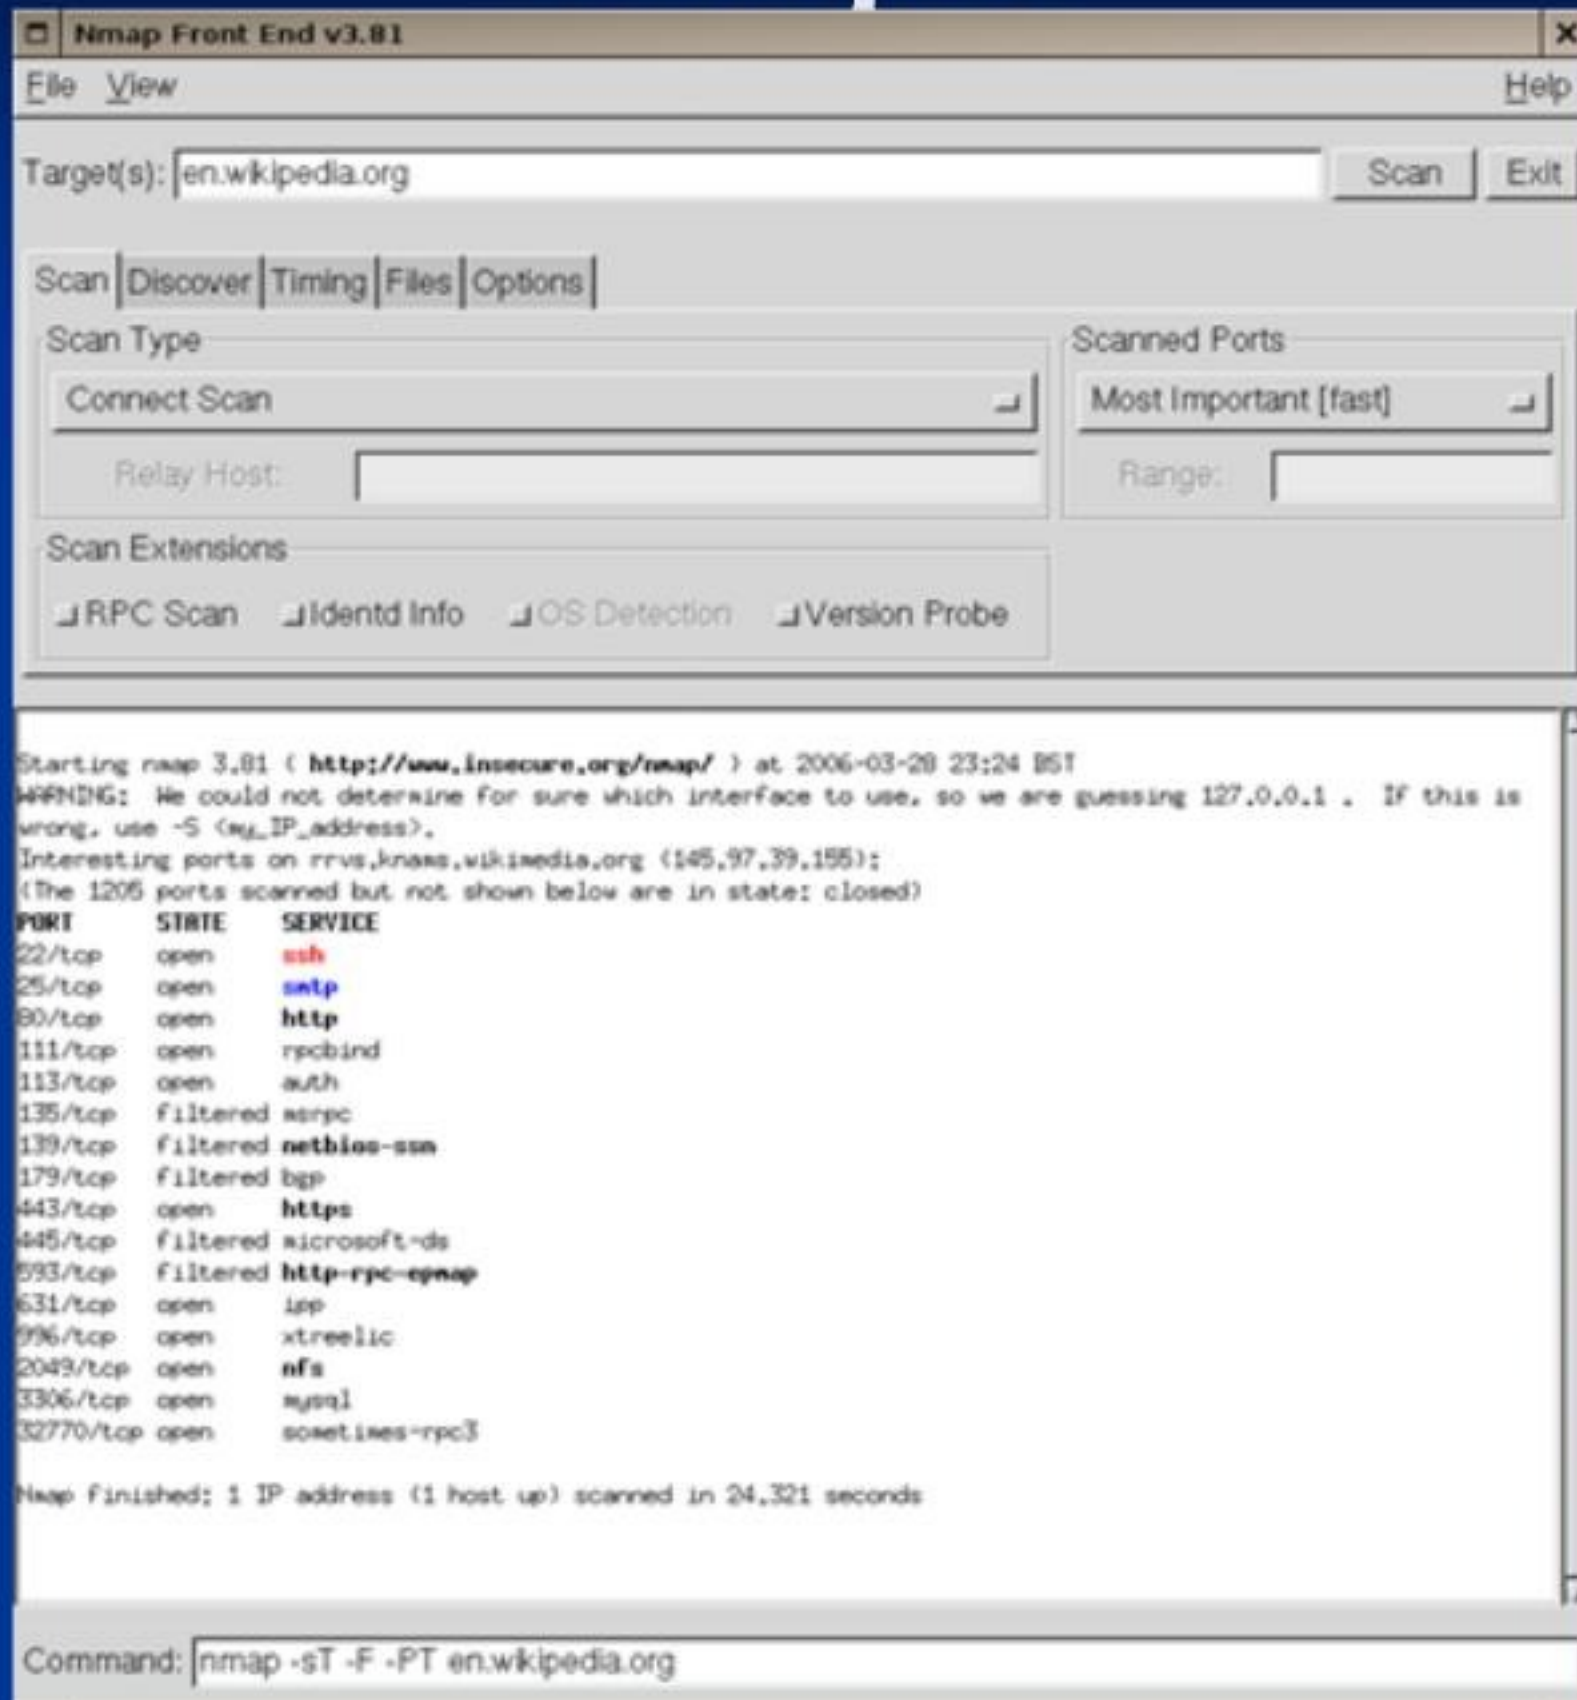 Nmap Front End v3.81
File View Help
Target(s): en.wikipedia.org Scan Exit
Scan Discover Timing Files Options
Scan Type Scanned Ports
Connect Scan Most Important [fast]
Relay Host: Range:
Scan Extensions
RPC Scan Identd Info OS Detection Version Probe
Starting nmap 3.81 ( http://www.insecure.org/nmap/ ) at 2006-03-28 23:24 BST
WARNING: We could not determine for sure which interface to use, so we are guessing 127.0.0.1 . If this is
wrong, use -S <my_IP_address>.
Interesting ports on rrvs.knams.wikimedia.org (145.97.39.155):
(The 1205 ports scanned but not shown below are in state: closed)
PORT STATE SERVICE
22/tcp open ssh
25/tcp open smtp
80/tcp open http
111/tcp open rpcbind
113/tcp open auth
135/tcp filtered msrpc
139/tcp filtered netbios-ssn
179/tcp filtered bgp
443/tcp open https
445/tcp filtered microsoft-ds
593/tcp filtered http-rpc-epmap
631/tcp open ipp
996/tcp open xtreelic
2049/tcp open nfs
3306/tcp open mysql
32770/tcp open sometimes-rpc3
Nmap finished: 1 IP address (1 host up) scanned in 24.321 seconds
Command: nmap -sT -F -PT en.wikipedia.org